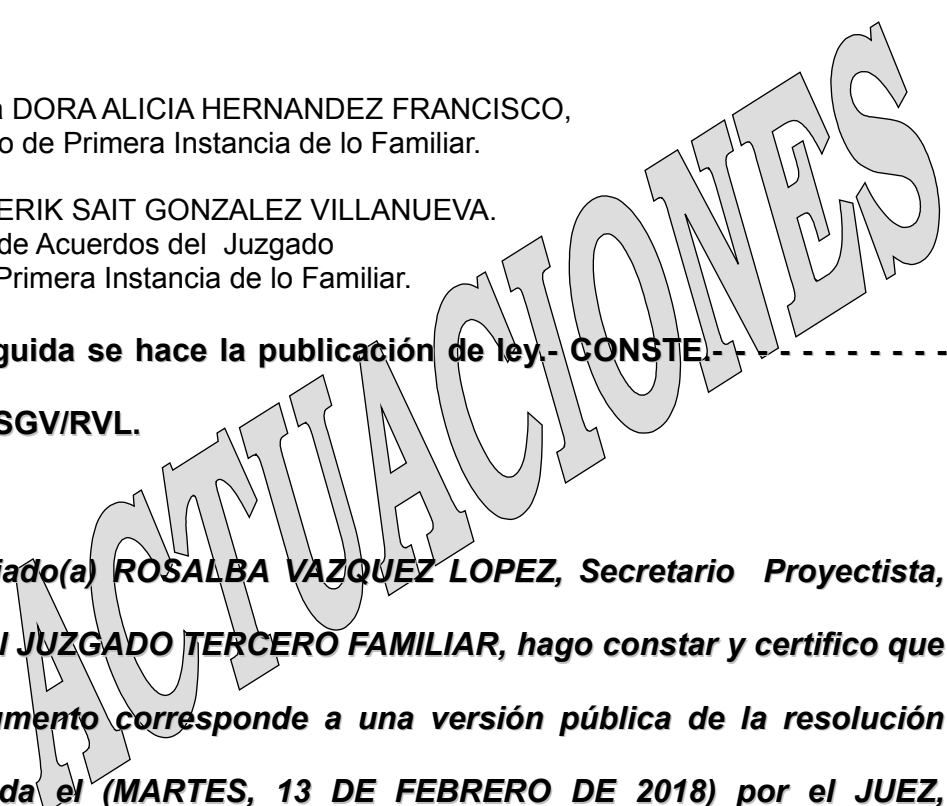 DORA ALICIA HERNANDEZ FRANCISCO,
o de Primera Instancia de lo Familiar.
ERIK SAIT GONZALEZ VILLANUEVA.
de Acuerdos del Juzgado
Primera Instancia de lo Familiar.
guida se hace la publicación de ley.- CONSTE.- - - - - - - - - - - -
SGV/RVL.
iado(a) ROSALBA VAZQUEZ LOPEZ, Secretario Proyectista,
l JUZGADO TERCERO FAMILIAR, hago constar y certifico que
umento corresponde a una versión pública de la resolución
da el (MARTES, 13 DE FEBRERO DE 2018) por el JUEZ,
ACTUACIONES